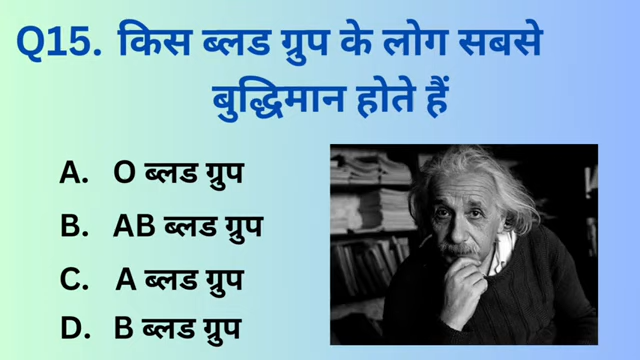 Q15. किस ब्लड ग्रुप के लोग सबसे
बुद्धिमान होते हैं
A. O ब्लड ग्रुप
B. AB ब्लड ग्रुप
C. A ब्लड ग्रुप
D. B ब्लड ग्रुप